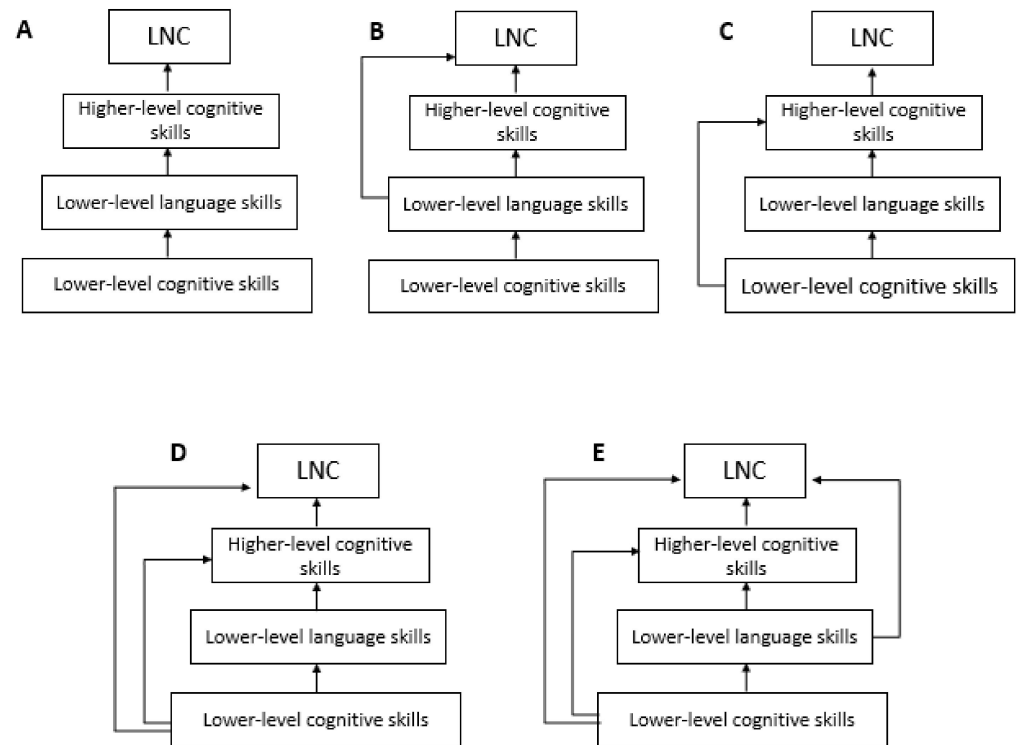 A
LNC
Higher-level cognitive
skills
Lower-level language skills
Lower-level cognitive skills
B
LNC
Higher-level cognitive
skills
Lower-level language skills
Lower-level cognitive skills
C
LNC
Higher-level cognitive
skills
Lower-level language skills
Lower-level cognitive skills
D
LNC
Higher-level cognitive
skills
Lower-level language skills
Lower-level cognitive skills
E
LNC
Higher-level cognitive
skills
Lower-level language skills
Lower-level cognitive skills